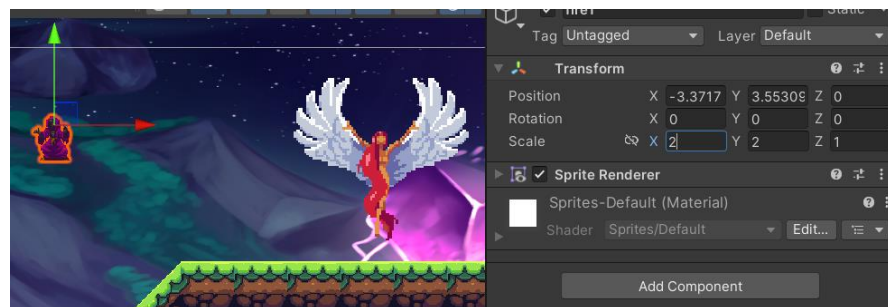 Tag Untagged Layer Default
Transform
Position X -3.3717 Y 3.55309 Z 0
Rotation X 0 Y 0 Z 0
Scale X 2 Y 2 Z 1
Sprite Renderer
Sprites-Default (Material)
Shader Sprites/Default Edit...
Add Component